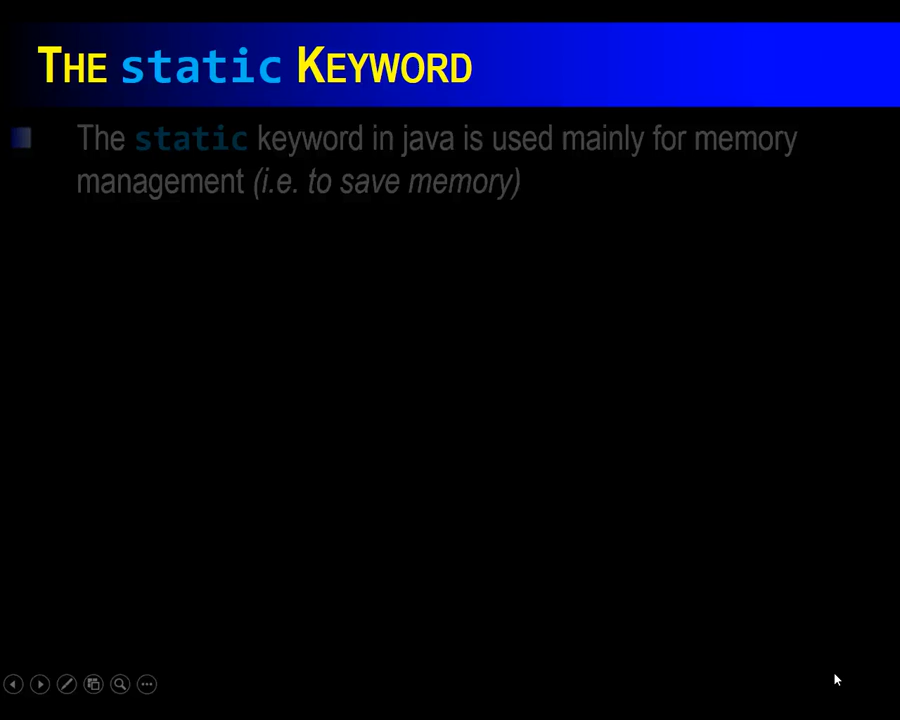 THE static KEYWORD
The static keyword in java is used mainly for memory
management (i.e. to save memory)